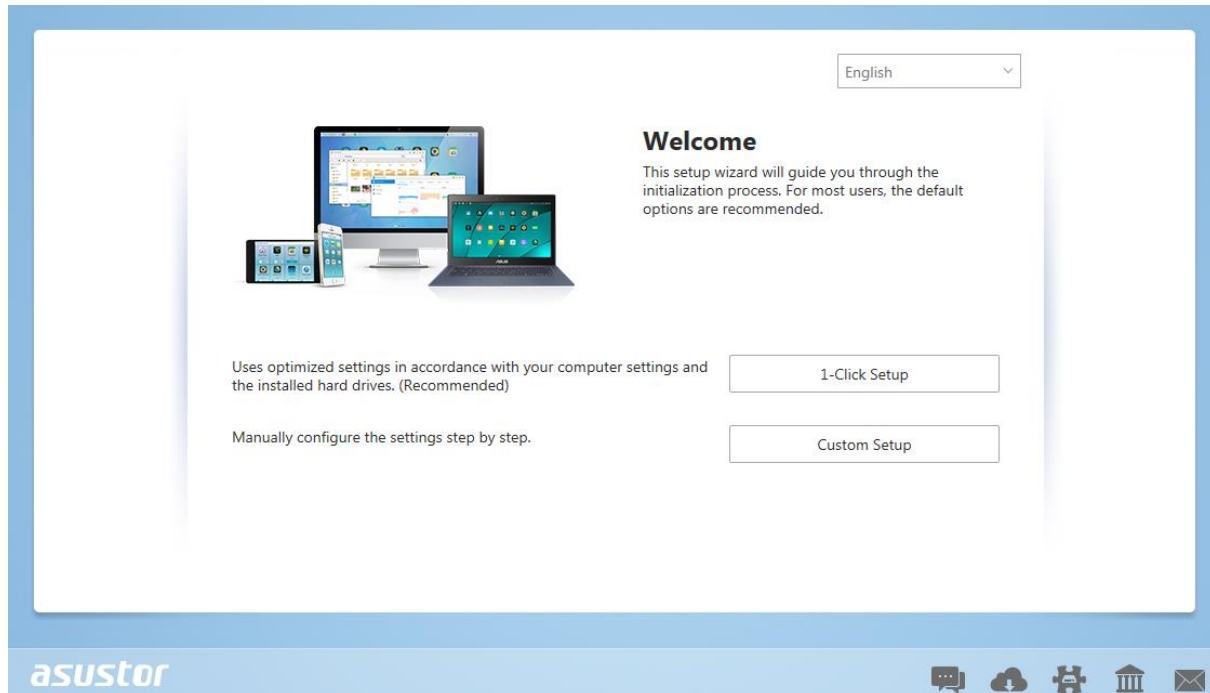 English
Welcome
This setup wizard will guide you through the
initialization process. For most users, the default
options are recommended.
Uses optimized settings in accordance with your computer settings and
the installed hard drives. (Recommended)
1-Click Setup
Manually configure the settings step by step.
Custom Setup
asustor